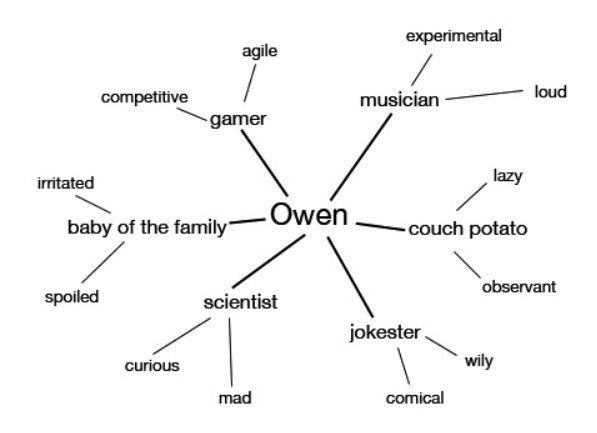 experimental
agile
loud
competitive
musician
gamer
lazy
irritated
Owen
baby of the family
couch potato
observant
spoiled
scientist
jokester
wily
curious
mad
comical